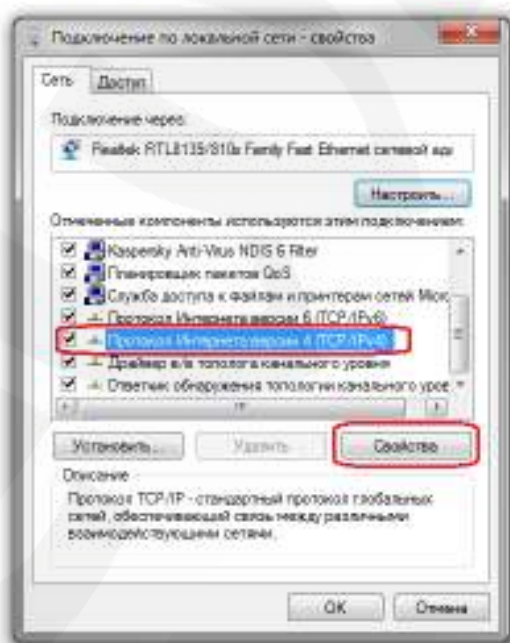 Подключение по локальной сети - свойства
Сеть Доступ
Подключение через:
Realtek RTL8139/810x Family Fast Ethernet сетевой ада
Настроить...
Отмеченные компоненты используются этим подключением:
Kaspersky Anti-Virus NDIS 6 Filter
Планировщик пакетов QoS
Служба доступа к файлам и принтерам сетей Micro
Протокол Интернета версии 6 (TCP/IPv6)
Протокол Интернета версии 4 (TCP/IPv4)
Драйвер в/в тополога канального уровня
Ответчик обнаружения топологии канального уров
Установить... Удалить Свойства
Описание
Протокол TCP/IP - стандартный протокол глобальных
сетей, обеспечивающий связь между различными
взаимодействующими сетями.
OK Отмена